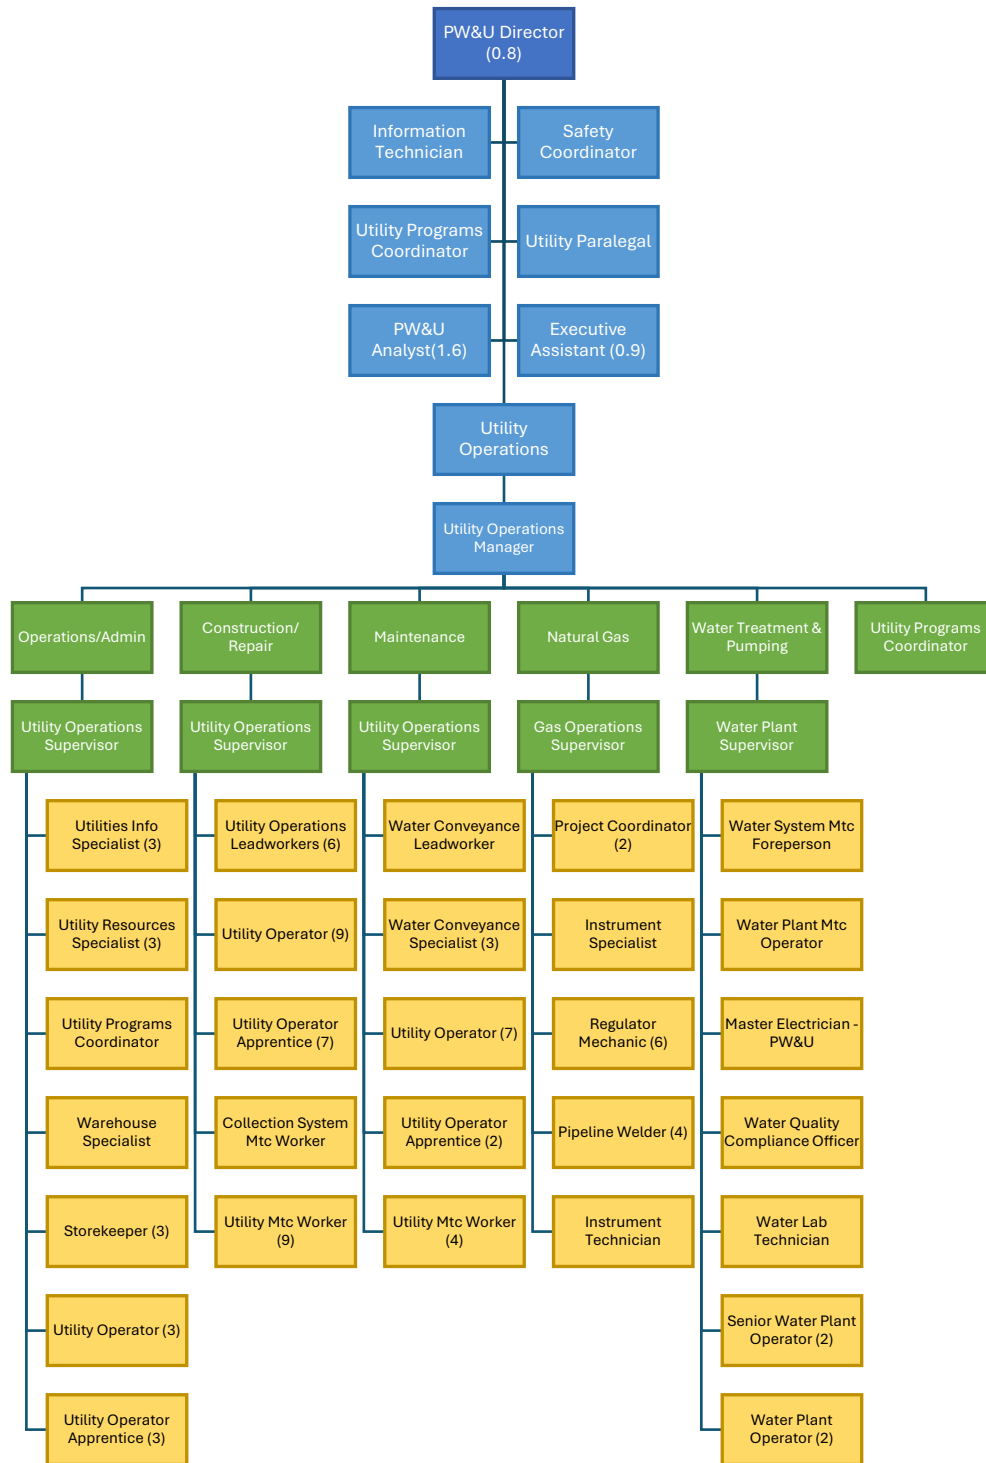 PW&U Director
(0.8)
Information
Technician
Safety
Coordinator
Utility Programs
Coordinator
Utility Paralegal
PW&U
Analyst(1.6)
Executive
Assistant (0.9)
Utility
Operations
Utility Operations
Manager
Operations/Admin
Construction/
Repair
Maintenance
Natural Gas
Water Treatment &
Pumping
Utility Programs
Coordinator
Utility Operations
Supervisor
Utility Operations
Supervisor
Utility Operations
Supervisor
Gas Operations
Supervisor
Water Plant
Supervisor
Utilities Info
Specialist (3)
Utility Resources
Specialist (3)
Utility Programs
Coordinator
Warehouse
Specialist
Storekeeper (3)
Utility Operator (3)
Utility Operator
Apprentice (3)
Utility Operations
Leadworkers (6)
Utility Operator (9)
Utility Operator
Apprentice (7)
Collection System
Mtc Worker
Utility Mtc Worker
(9)
Water Conveyance
Leadworker
Water Conveyance
Specialist (3)
Utility Operator (7)
Utility Operator
Apprentice (2)
Utility Mtc Worker
(4)
Project Coordinator
(2)
Instrument
Specialist
Regulator
Mechanic (6)
Pipeline Welder (4)
Instrument
Technician
Water System Mtc
Foreperson
Water Plant Mtc
Operator
Master Electrician -
PW&U
Water Quality
Compliance Officer
Water Lab
Technician
Senior Water Plant
Operator (2)
Water Plant
Operator (2)